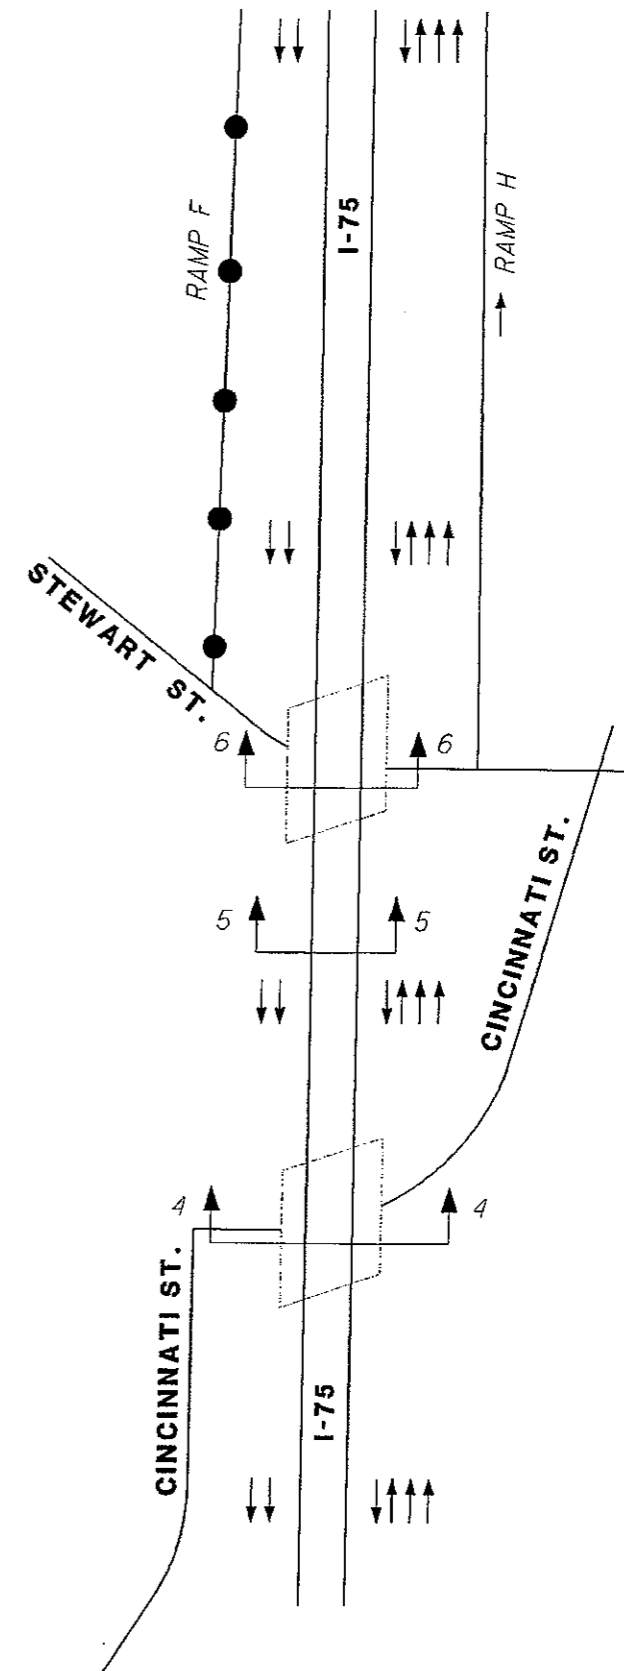 I-75
RAMP F
RAMP H
STEWART ST.
6 6
CINCINNATI ST.
5 5
4 4
CINCINNATI ST.
I-75